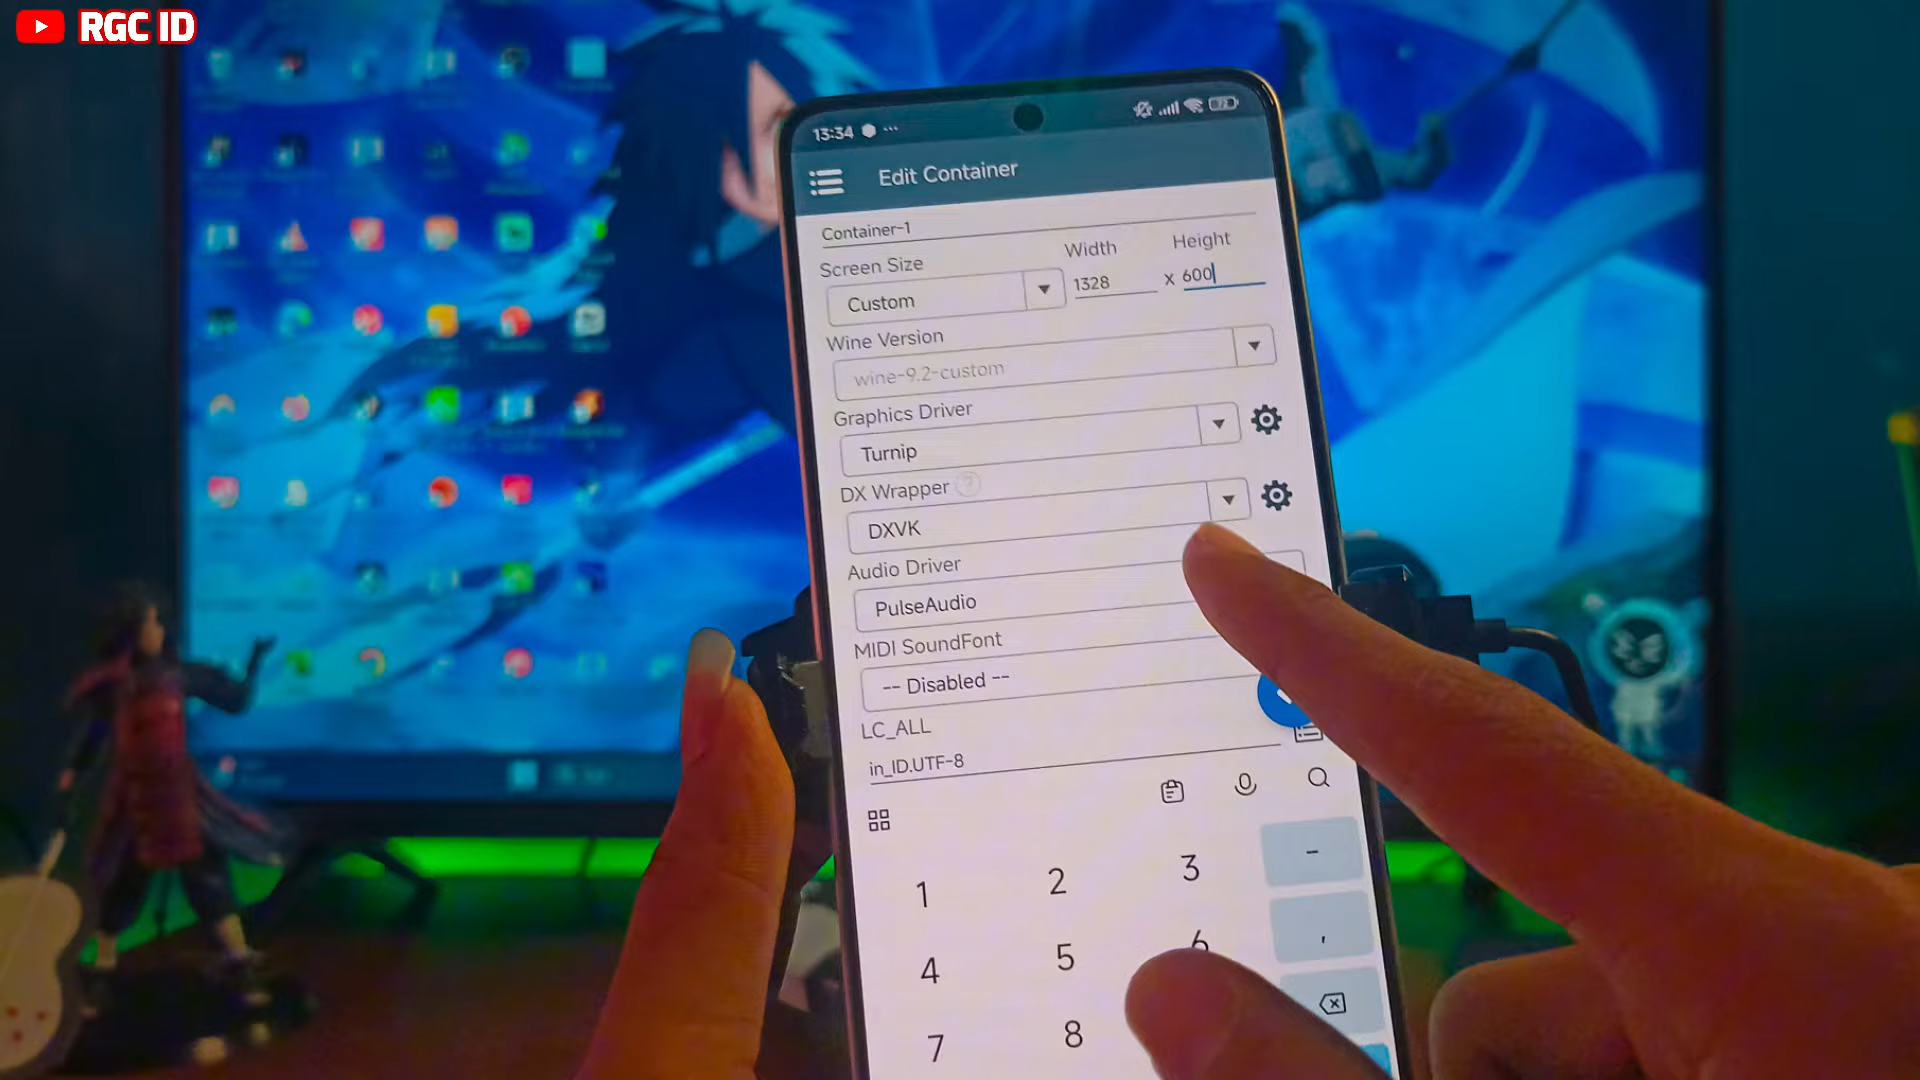 RGC ID
13:34
72
Edit Container
Container-1
Screen Size
Width
Height
Custom
1328
x
600
Wine Version
wine-9.2-custom
Graphics Driver
Turnip
DX Wrapper
?
DXVK
Audio Driver
PulseAudio
MIDI SoundFont
-- Disabled --
LC_ALL
in_ID.UTF-8
1
2
3
-
4
5
6
,
7
8